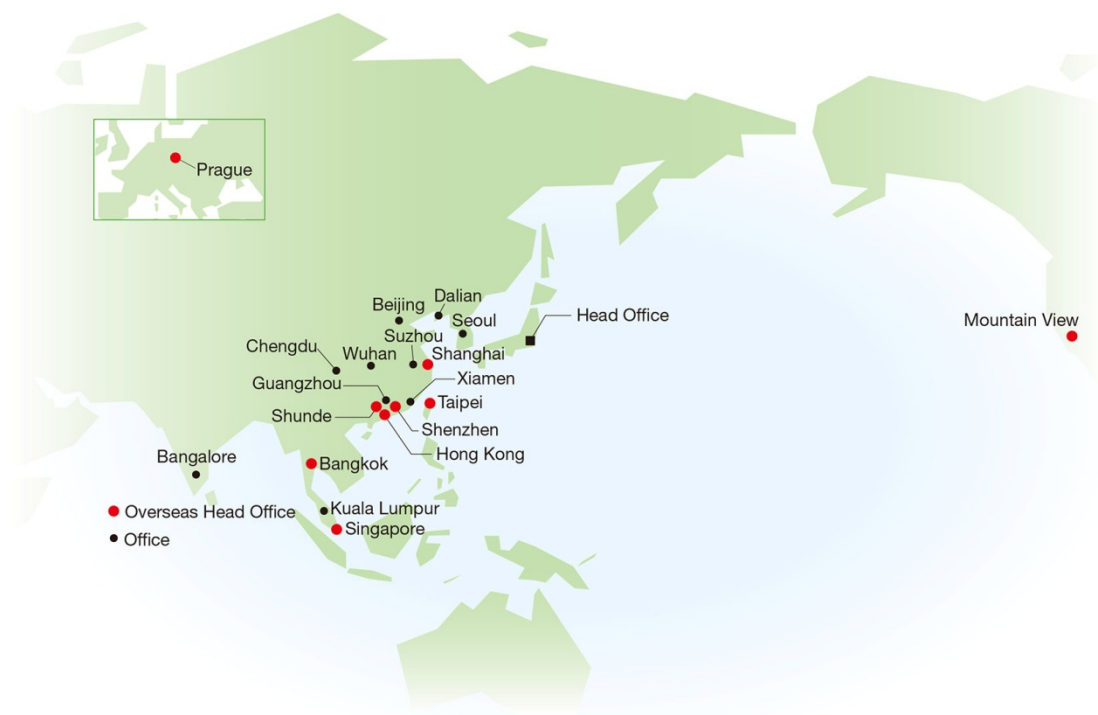 Prague
Dalian
Beijing
Seoul
Head Office
Mountain View
Suzhou
Chengdu
Wuhan
Shanghai
Guangzhou
Xiamen
Taipei
Shunde
Shenzhen
Hong Kong
Bangalore
Bangkok
Overseas Head Office
Kuala Lumpur
Singapore
Office